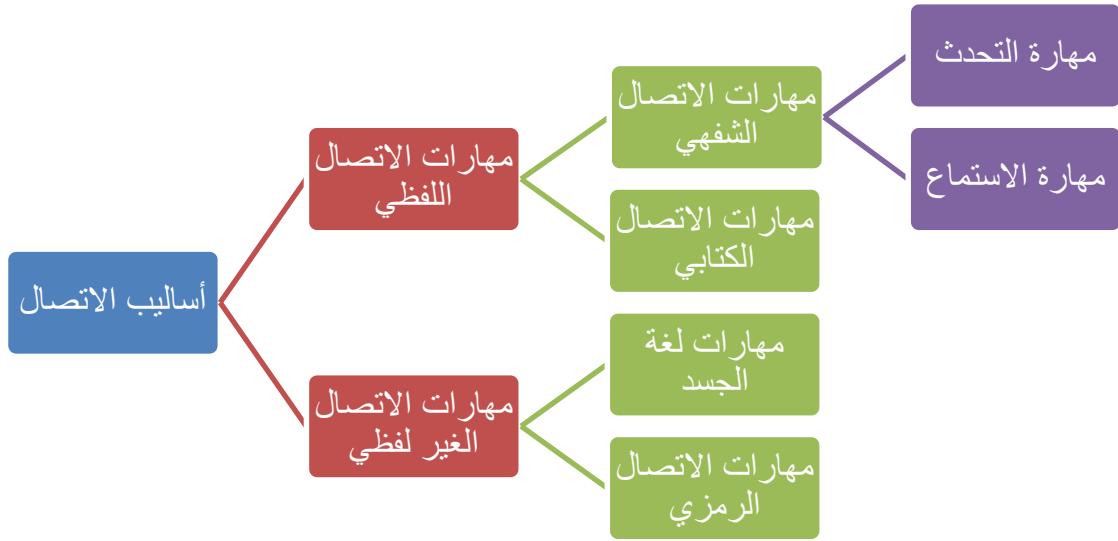 أساليب الاتصال
مهارات الاتصال
اللفظي
مهارات الاتصال
الشفهي
مهارة التحدث
مهارة الاستماع
مهارات الاتصال
الكتابي
مهارات الاتصال
الغير لفظي
مهارات لغة
الجسد
مهارات الاتصال
الرمزي